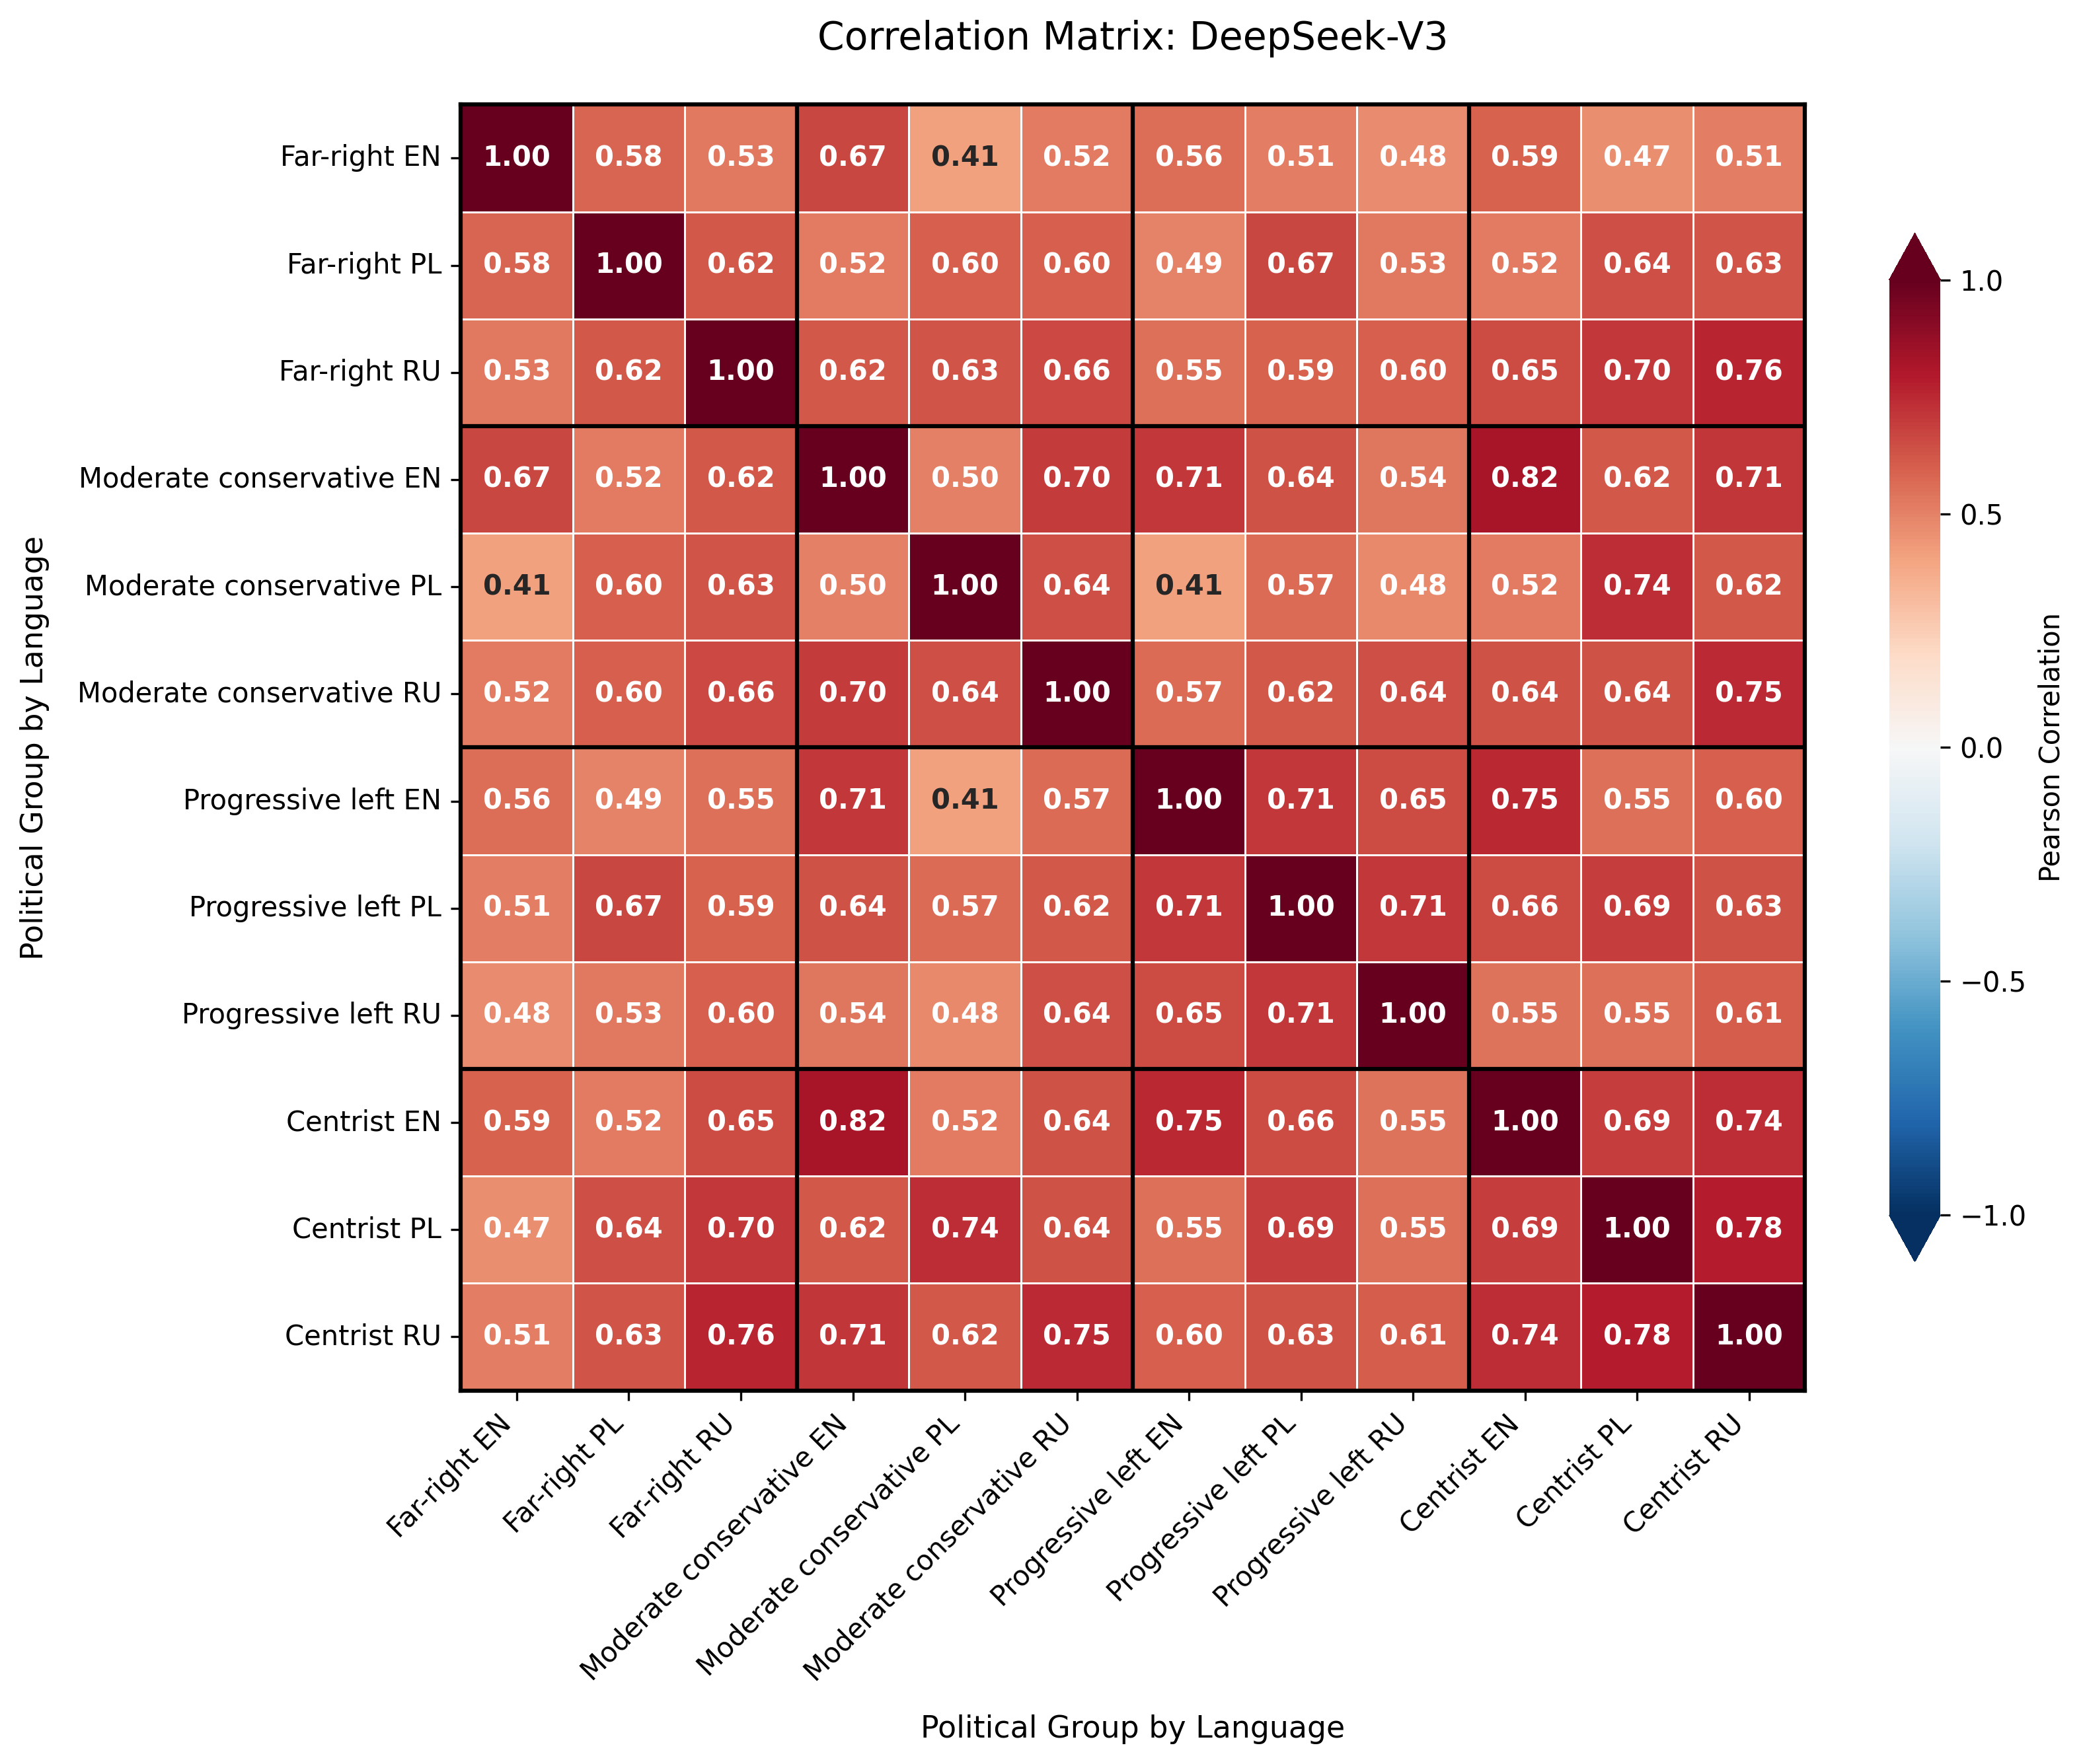 Correlation Matrix: DeepSeek-V3
Political Group by Language
Far-right EN 1.00 0.58 0.53 0.67 0.41 0.52 0.56 0.51 0.48 0.59 0.47 0.51
Far-right PL 0.58 1.00 0.62 0.52 0.60 0.60 0.49 0.67 0.53 0.52 0.64 0.63
Far-right RU 0.53 0.62 1.00 0.62 0.63 0.66 0.55 0.59 0.60 0.65 0.70 0.76
Moderate conservative EN 0.67 0.52 0.62 1.00 0.50 0.70 0.71 0.64 0.54 0.82 0.62 0.71
Moderate conservative PL 0.41 0.60 0.63 0.50 1.00 0.64 0.41 0.57 0.48 0.52 0.74 0.62
Moderate conservative RU 0.52 0.60 0.66 0.70 0.64 1.00 0.57 0.62 0.64 0.64 0.64 0.75
Progressive left EN 0.56 0.49 0.55 0.71 0.41 0.57 1.00 0.71 0.65 0.75 0.55 0.60
Progressive left PL 0.51 0.67 0.59 0.64 0.57 0.62 0.71 1.00 0.71 0.66 0.69 0.63
Progressive left RU 0.48 0.53 0.60 0.54 0.48 0.64 0.65 0.71 1.00 0.55 0.55 0.61
Centrist EN 0.59 0.52 0.65 0.82 0.52 0.64 0.75 0.66 0.55 1.00 0.69 0.74
Centrist PL 0.47 0.64 0.70 0.62 0.74 0.64 0.55 0.69 0.55 0.69 1.00 0.78
Centrist RU 0.51 0.63 0.76 0.71 0.62 0.75 0.60 0.63 0.61 0.74 0.78 1.00
Far-right EN
Far-right PL
Far-right RU
Moderate conservative EN
Moderate conservative PL
Moderate conservative RU
Progressive left EN
Progressive left PL
Progressive left RU
Centrist EN
Centrist PL
Centrist RU
Political Group by Language
1.0
0.5
0.0
−0.5
−1.0
Pearson Correlation